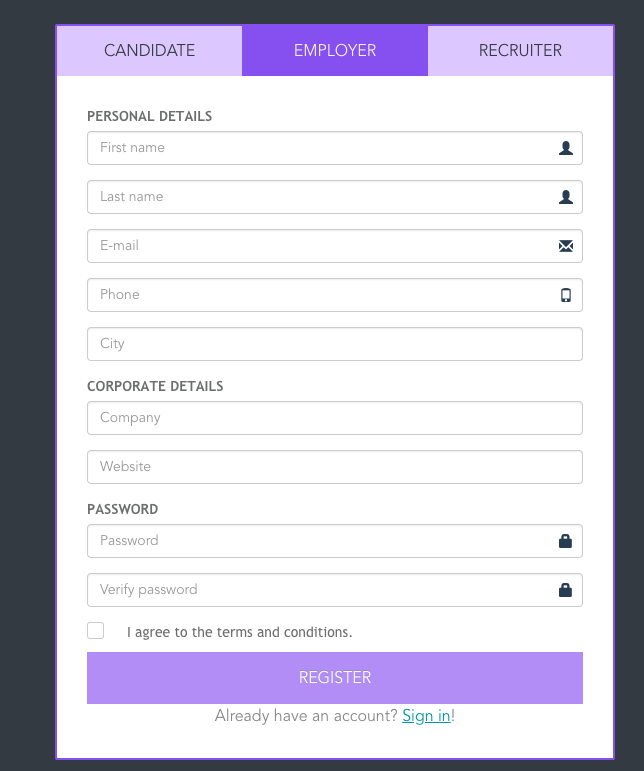 CANDIDATE EMPLOYER RECRUITER
PERSONAL DETAILS
First name
Last name
E-mail
Phone
City
CORPORATE DETAILS
Company
Website
PASSWORD
Password
Verify password
I agree to the terms and conditions.
REGISTER
Already have an account? Sign in!